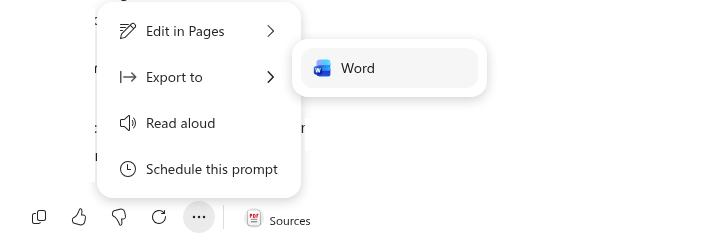 Edit in Pages
Export to
Word
Read aloud
Schedule this prompt
Sources